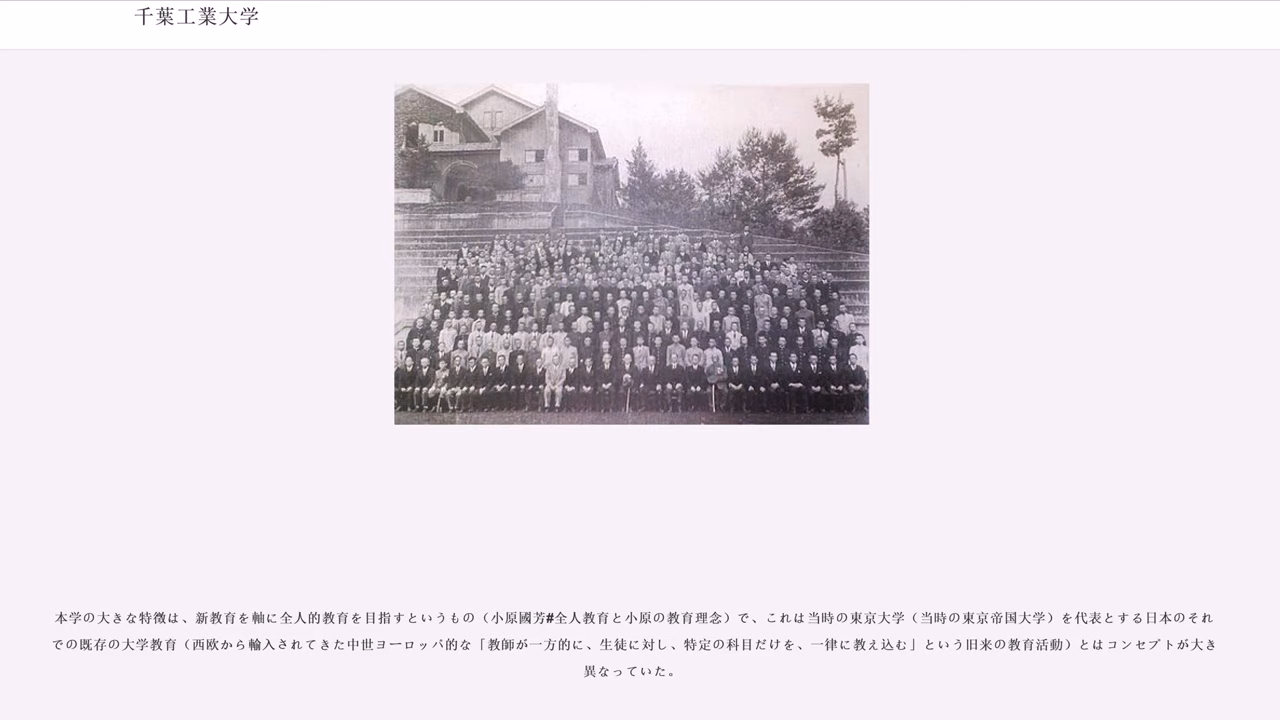 千葉工業大学
本学の大きな特徴は、新教育を軸に全人的教育を目指すというもの（小原國芳#全人教育と小原の教育理念）で、これは当時の東京大学（当時の東京帝国大学）を代表とする日本のそれ
での既存の大学教育（西欧から輸入されてきた中世ヨーロッパ的な「教師が一方的に、生徒に対し、特定の科目だけを、一律に教え込む」という旧来の教育活動）とはコンセプトが大き
異なっていた。